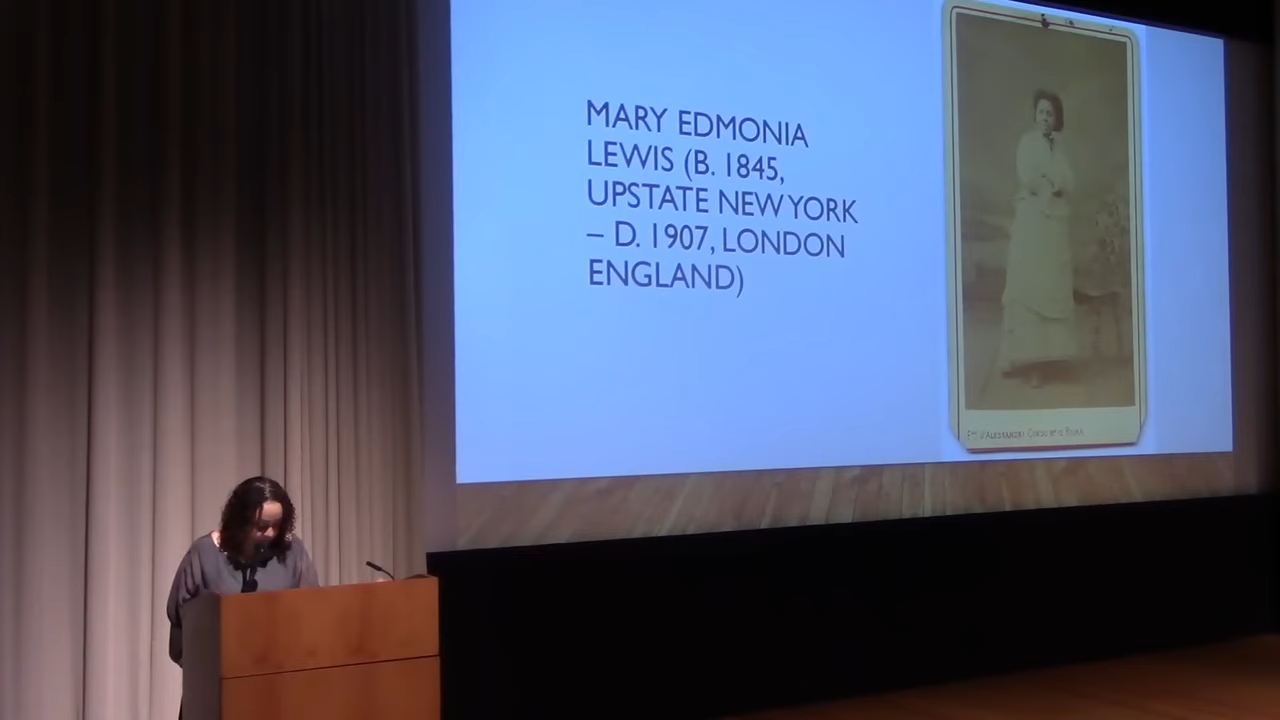 MARY EDMONIA
LEWIS (B. 1845,
UPSTATE NEW YORK
– D. 1907, LONDON
ENGLAND)